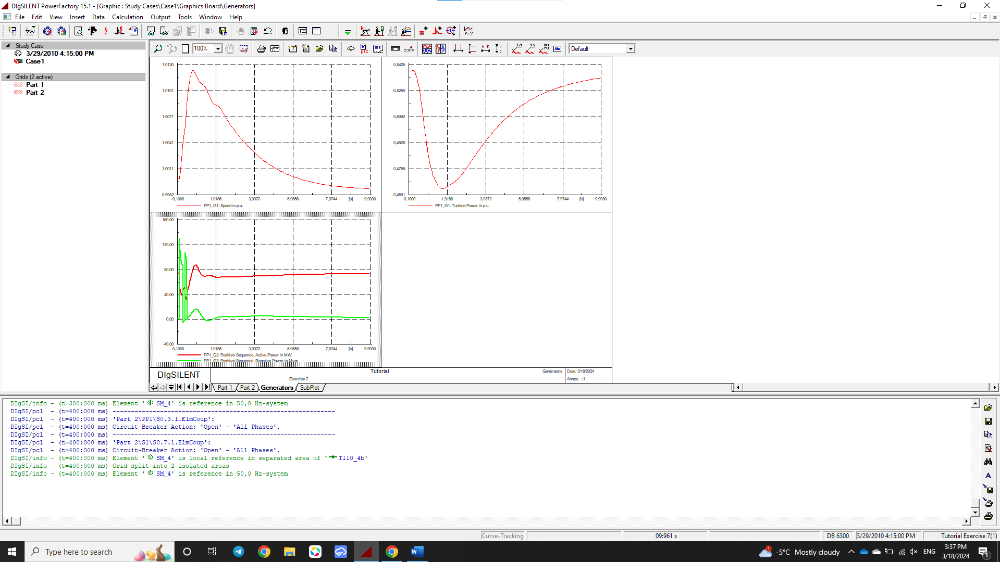 DIgSILENT PowerFactory 15.1 - [Graphic : Study Cases\Case1\Graphics Board\Generators]
File Edit View Insert Data Calculation Output Tools Window Help
100%
Default
Study Case
3/29/2010 4:15:00 PM
Case1
Grids (2 active)
Part 1
Part 2
1,0130
1,0101
1,0071
1,0041
1,0011
0,9982
-0,1000 1,9186 3,9372 5,9558 7,9744 [s] 9,9930
PP1_G1: Speed in p.u.
0,5425
0,5259
0,5092
0,4925
0,4758
0,4591
-0,1000 1,9186 3,9372 5,9558 7,9744 [s] 9,9930
PP1_G1: Turbine Power in p.u.
160,00
120,00
80,00
40,00
0,00
-40,00
-0,1000 1,9186 3,9372 5,9558 7,9744 [s] 9,9930
PP1_G2: Positive-Sequence, Active Power in MW
PP1_G2: Positive-Sequence, Reactive Power in Mvar
DIgSILENT
Tutorial
Exercise 7
Generators
Date: 3/18/2024
Annex: /1
Part 1 Part 2 Generators SubPlot
DIgSI/info - (t=300:000 ms) Element ' SM_4' is reference in 50,0 Hz-system
DIgSI/pcl - (t=400:000 ms) ---------------------------------------------------------------
DIgSI/pcl - (t=400:000 ms) 'Part 2\PP1\S0.3.1.ElmCoup':
DIgSI/pcl - (t=400:000 ms) Circuit-Breaker Action: 'Open' - 'All Phases'.
DIgSI/pcl - (t=400:000 ms) ---------------------------------------------------------------
DIgSI/pcl - (t=400:000 ms) 'Part 2\S1\S0.7.1.ElmCoup':
DIgSI/pcl - (t=400:000 ms) Circuit-Breaker Action: 'Open' - 'All Phases'.
DIgSI/info - (t=400:000 ms) Element ' SM_4' is local reference in separated area of ' T110_4b'
DIgSI/info - (t=400:000 ms) Grid split into 2 isolated areas
DIgSI/info - (t=400:000 ms) Element ' SM_4' is reference in 50,0 Hz-system
Curve-Tracking
09:961 s
DB 6300
3/29/2010 4:15:00 PM
Tutorial Exercise 7(1)
Type here to search
-5°C Mostly cloudy
ENG
3:37 PM
3/18/2024